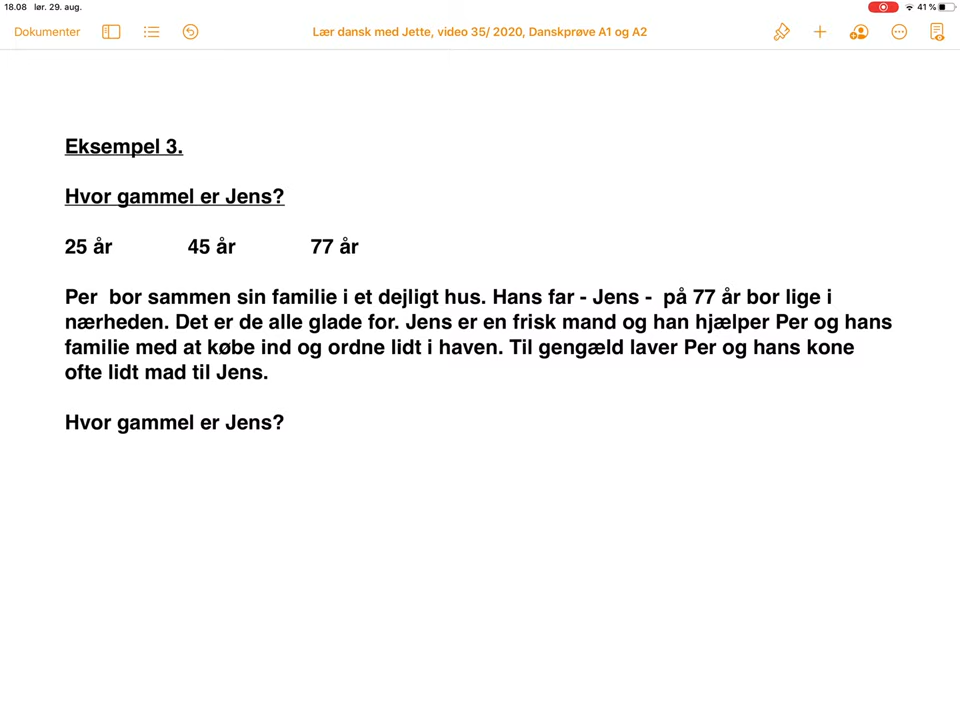 18.08 lør. 29. aug.
41 %
Dokumenter
Lær dansk med Jette, video 35/ 2020, Danskprøve A1 og A2
Eksempel 3.
Hvor gammel er Jens?
25 år 45 år 77 år
Per bor sammen sin familie i et dejligt hus. Hans far - Jens - på 77 år bor lige i
nærheden. Det er de alle glade for. Jens er en frisk mand og han hjælper Per og hans
familie med at købe ind og ordne lidt i haven. Til gengæld laver Per og hans kone
ofte lidt mad til Jens.
Hvor gammel er Jens?